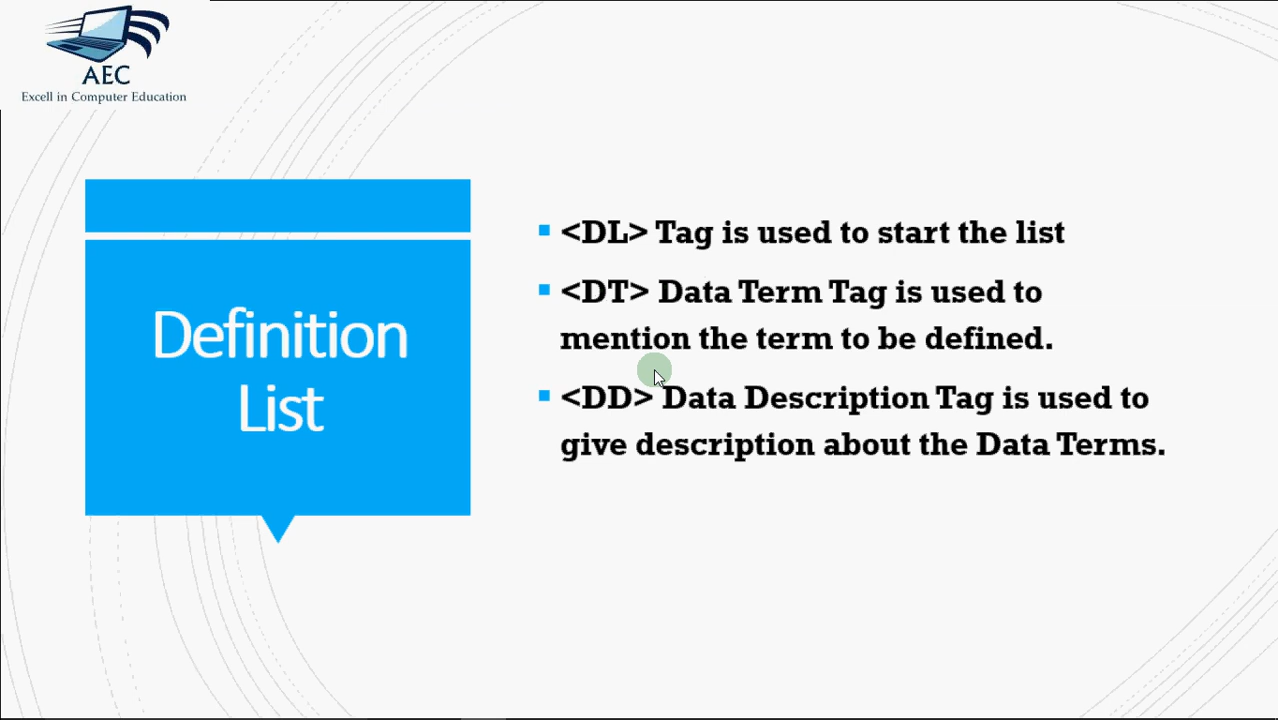 AEC
Excell in Computer Education
Definition
List
<DL> Tag is used to start the list
<DT> Data Term Tag is used to
mention the term to be defined.
<DD> Data Description Tag is used to
give description about the Data Terms.